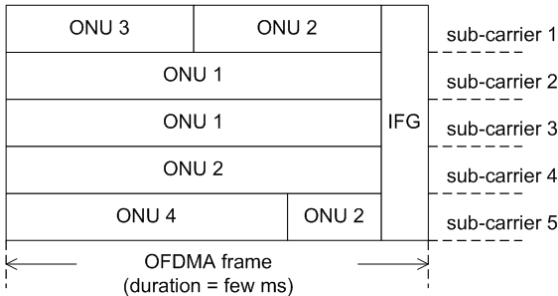 ONU 3 ONU 2 sub-carrier 1
ONU 1 sub-carrier 2
ONU 1 IFG sub-carrier 3
ONU 2 sub-carrier 4
ONU 4 ONU 2 sub-carrier 5
OFDMA frame
(duration = few ms)